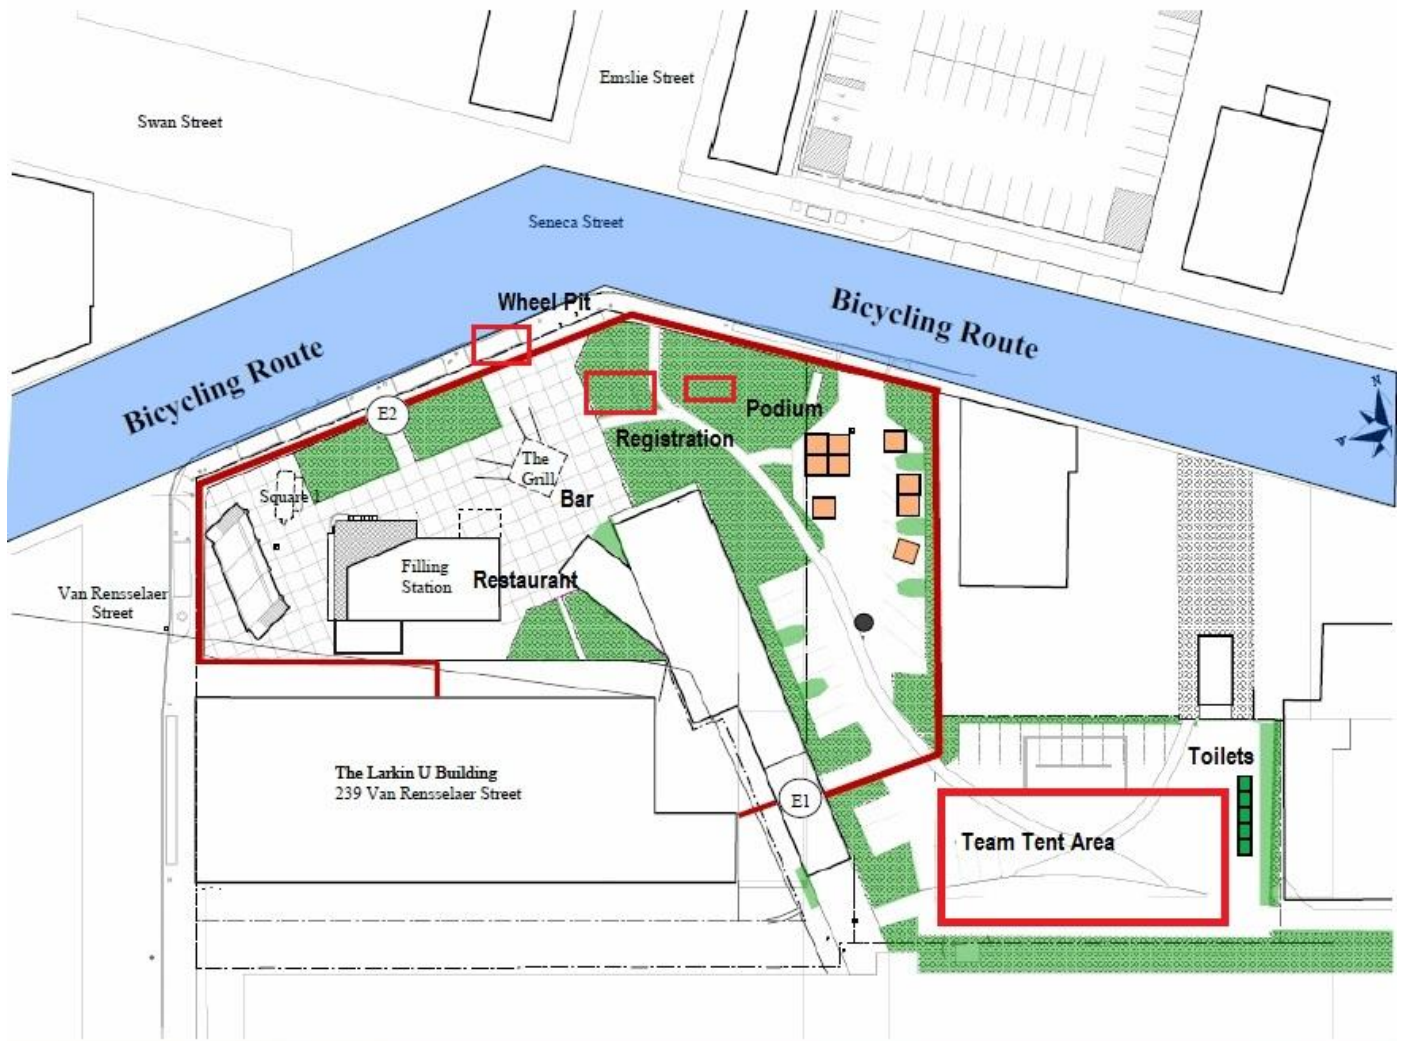 Emslie Street
Swan Street
Seneca Street
Wheel Pit
Bicycling Route
Bicycling Route
N
E2
Podium
Registration
The
Grill
Square 1
Bar
Filling
Station
Restaurant
Van Rensselaer
Street
Toilets
The Larkin U Building
239 Van Rensselaer Street
E1
Team Tent Area